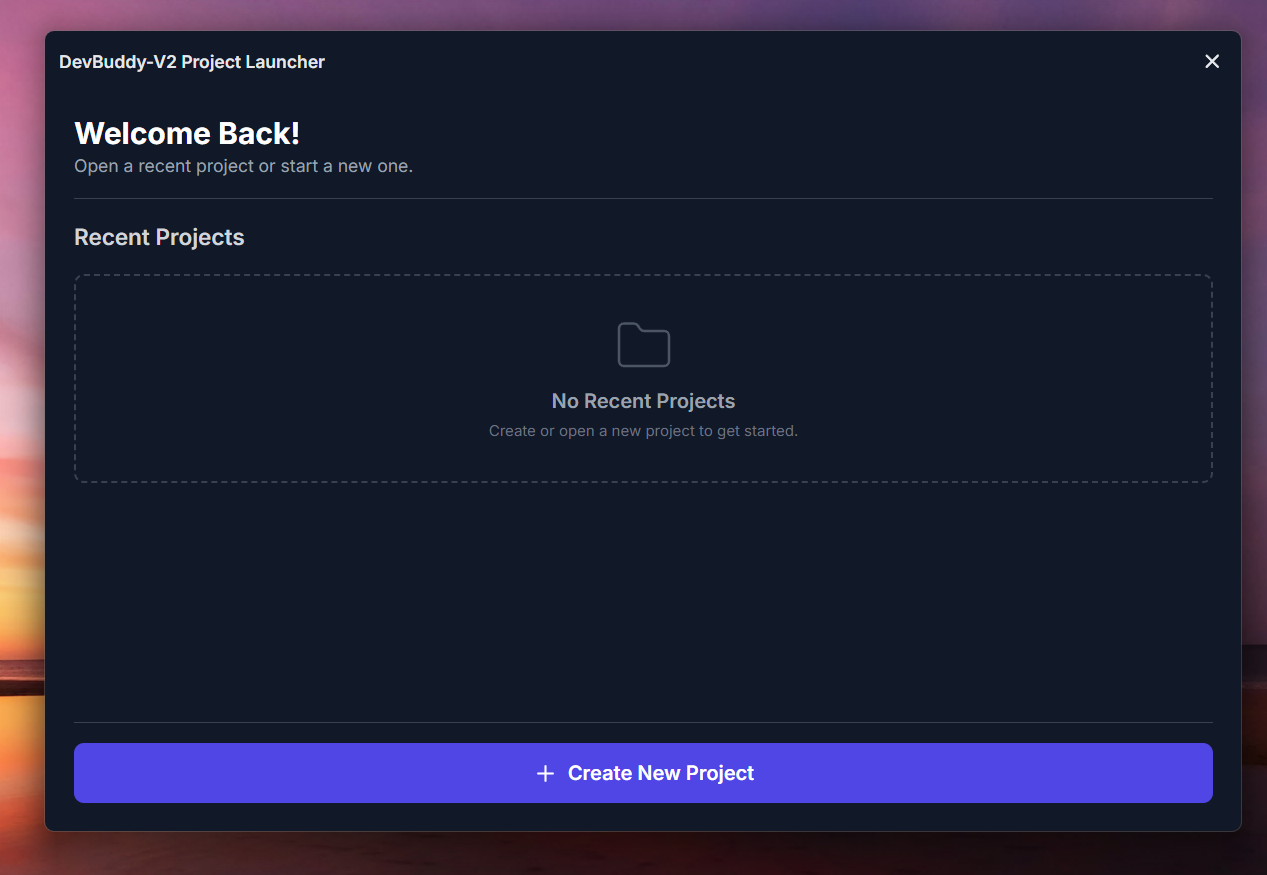 DevBuddy-V2 Project Launcher
Welcome Back!
Open a recent project or start a new one.
Recent Projects
No Recent Projects
Create or open a new project to get started.
Create New Project